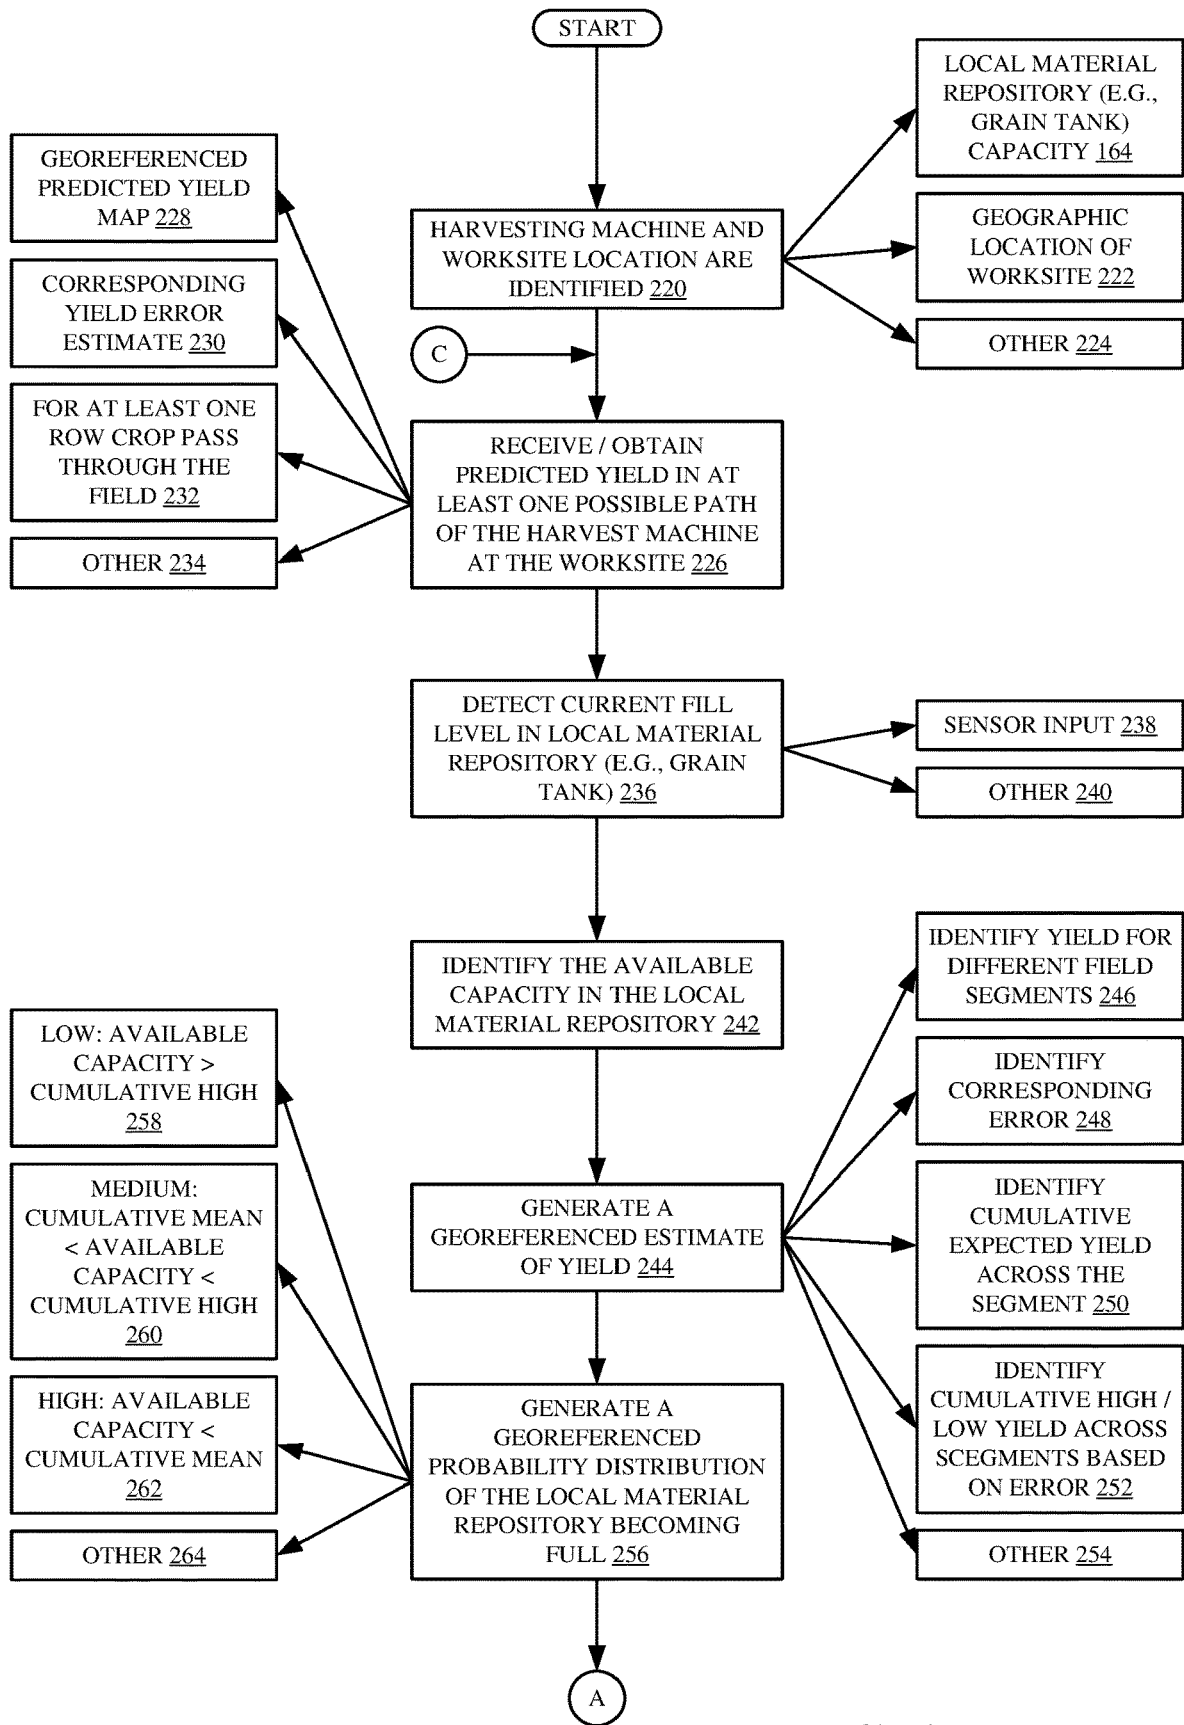 START
LOCAL MATERIAL
REPOSITORY (E.G.,
GRAIN TANK)
CAPACITY 164
GEOREFERENCED
PREDICTED YIELD
MAP 228
HARVESTING MACHINE AND
WORKSITE LOCATION ARE
IDENTIFIED 220
GEOGRAPHIC
LOCATION OF
WORKSITE 222
CORRESPONDING
YIELD ERROR
ESTIMATE 230
OTHER 224
C
FOR AT LEAST ONE
ROW CROP PASS
THROUGH THE
FIELD 232
RECEIVE / OBTAIN
PREDICTED YIELD IN AT
LEAST ONE POSSIBLE PATH
OF THE HARVEST MACHINE
AT THE WORKSITE 226
OTHER 234
DETECT CURRENT FILL
LEVEL IN LOCAL MATERIAL
REPOSITORY (E.G., GRAIN
TANK) 236
SENSOR INPUT 238
OTHER 240
IDENTIFY THE AVAILABLE
CAPACITY IN THE LOCAL
MATERIAL REPOSITORY 242
IDENTIFY YIELD FOR
DIFFERENT FIELD
SEGMENTS 246
LOW: AVAILABLE
CAPACITY >
CUMULATIVE HIGH
258
IDENTIFY
CORRESPONDING
ERROR 248
MEDIUM:
CUMULATIVE MEAN
< AVAILABLE
CAPACITY <
CUMULATIVE HIGH
260
GENERATE A
GEOREFERENCED ESTIMATE
OF YIELD 244
IDENTIFY
CUMULATIVE
EXPECTED YIELD
ACROSS THE
SEGMENT 250
HIGH: AVAILABLE
CAPACITY <
CUMULATIVE MEAN
262
GENERATE A
GEOREFERENCED
PROBABILITY DISTRIBUTION
OF THE LOCAL MATERIAL
REPOSITORY BECOMING
FULL 256
IDENTIFY
CUMULATIVE HIGH /
LOW YIELD ACROSS
SCEGMENTS BASED
ON ERROR 252
OTHER 264
OTHER 254
A